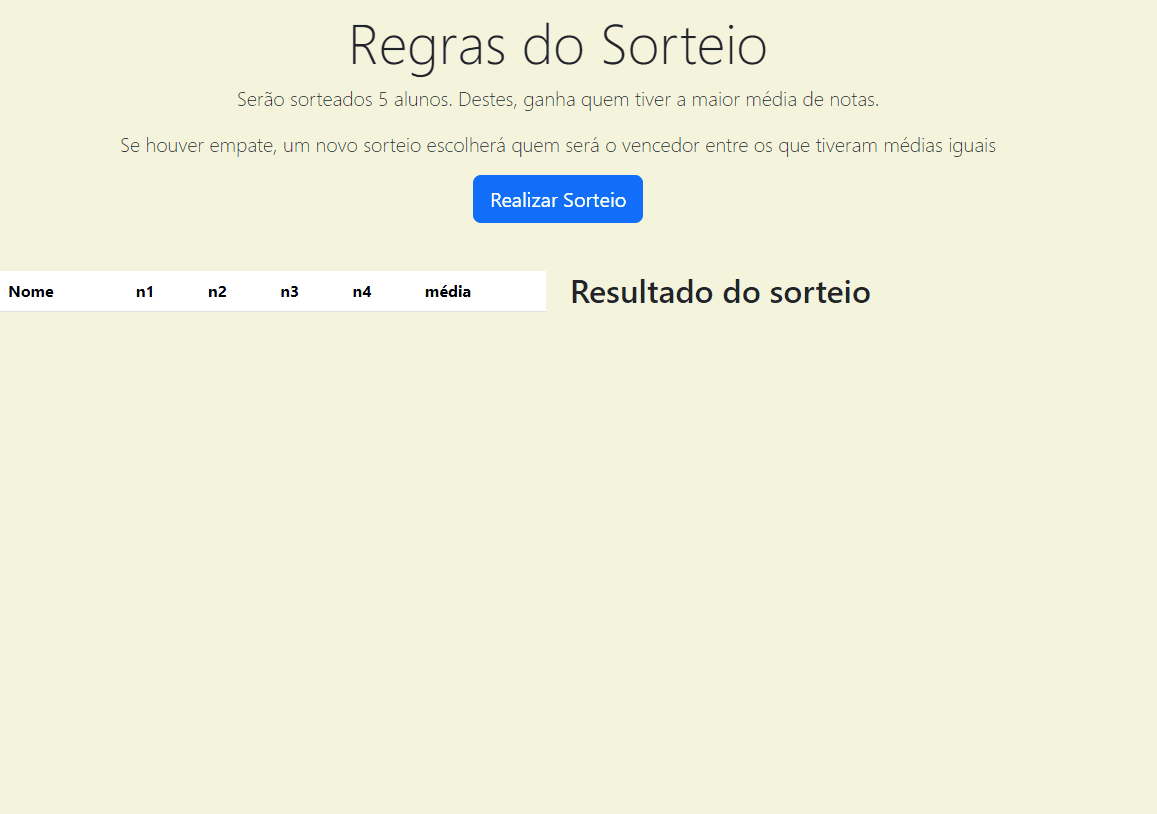 Regras do Sorteio
Serão sorteados 5 alunos. Destes, ganha quem tiver a maior média de notas.
Se houver empate, um novo sorteio escolherá quem será o vencedor entre os que tiveram médias iguais
Realizar Sorteio
Nome n1 n2 n3 n4 média
Resultado do sorteio